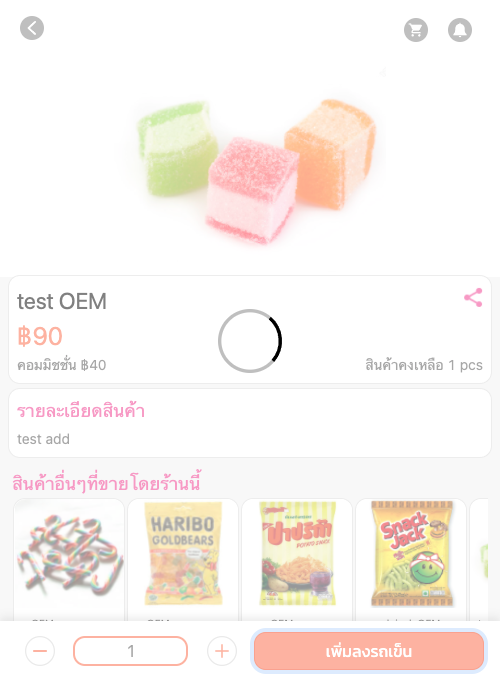 test OEM
฿90
คอมมิชชั่น ฿40
สินค้าคงเหลือ 1 pcs
รายละเอียดสินค้า
test add
สินค้าอื่นๆที่ขายโดยร้านนี้
HARIBO
GOLDBEARS
ปาปริก้า
POTATO CHIPS
Snack
Jack
1
เพิ่มลงรถเข็น